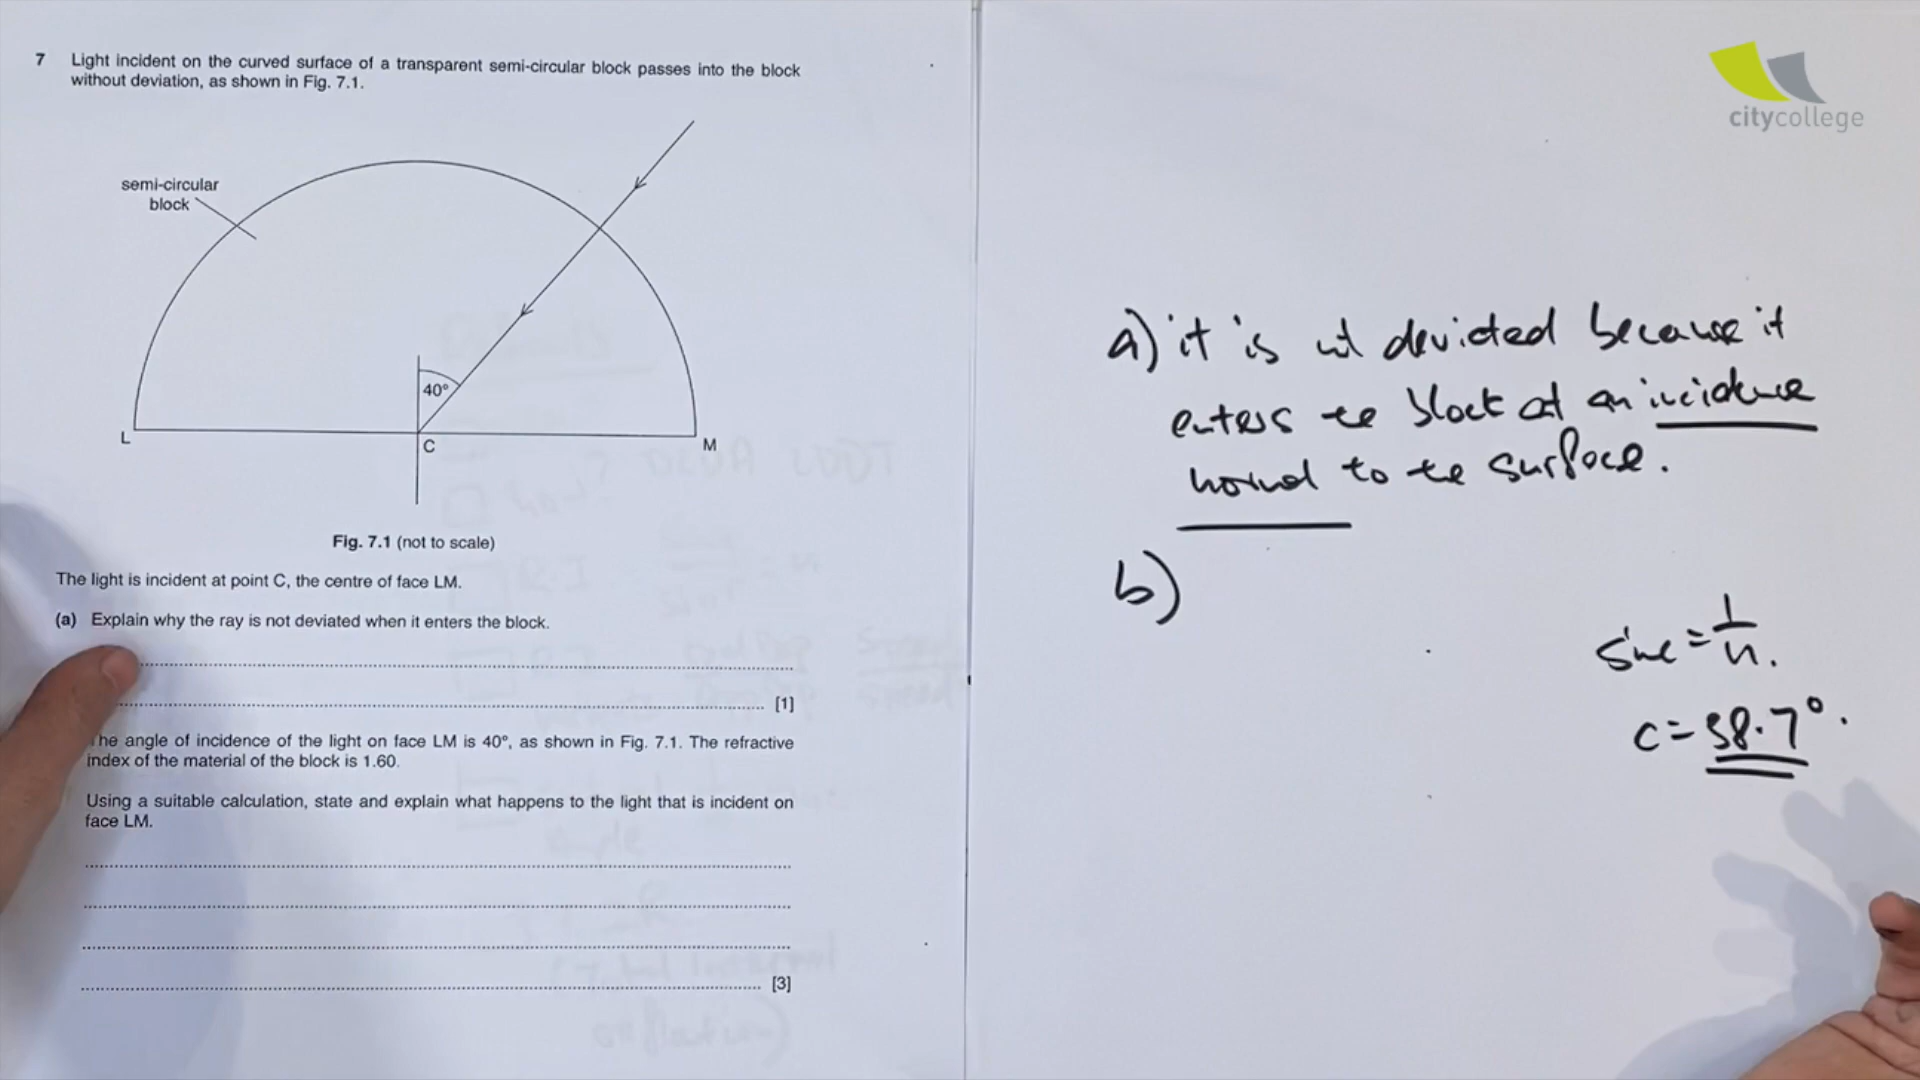 7 Light incident on the curved surface of a transparent semi-circular block passes into the block
without deviation, as shown in Fig. 7.1.
semi-circular
block
40°
L
C
M
Fig. 7.1 (not to scale)
The light is incident at point C, the centre of face LM.
(a) Explain why the ray is not deviated when it enters the block.
[1]
he angle of incidence of the light on face LM is 40°, as shown in Fig. 7.1. The refractive
index of the material of the block is 1.60.
Using a suitable calculation, state and explain what happens to the light that is incident on
face LM.
[3]
citycollege
a) it is devicted because it
enters te block at an incidence
normal to te surface.
b)
sinc = 1/n.
c = 38.7°.